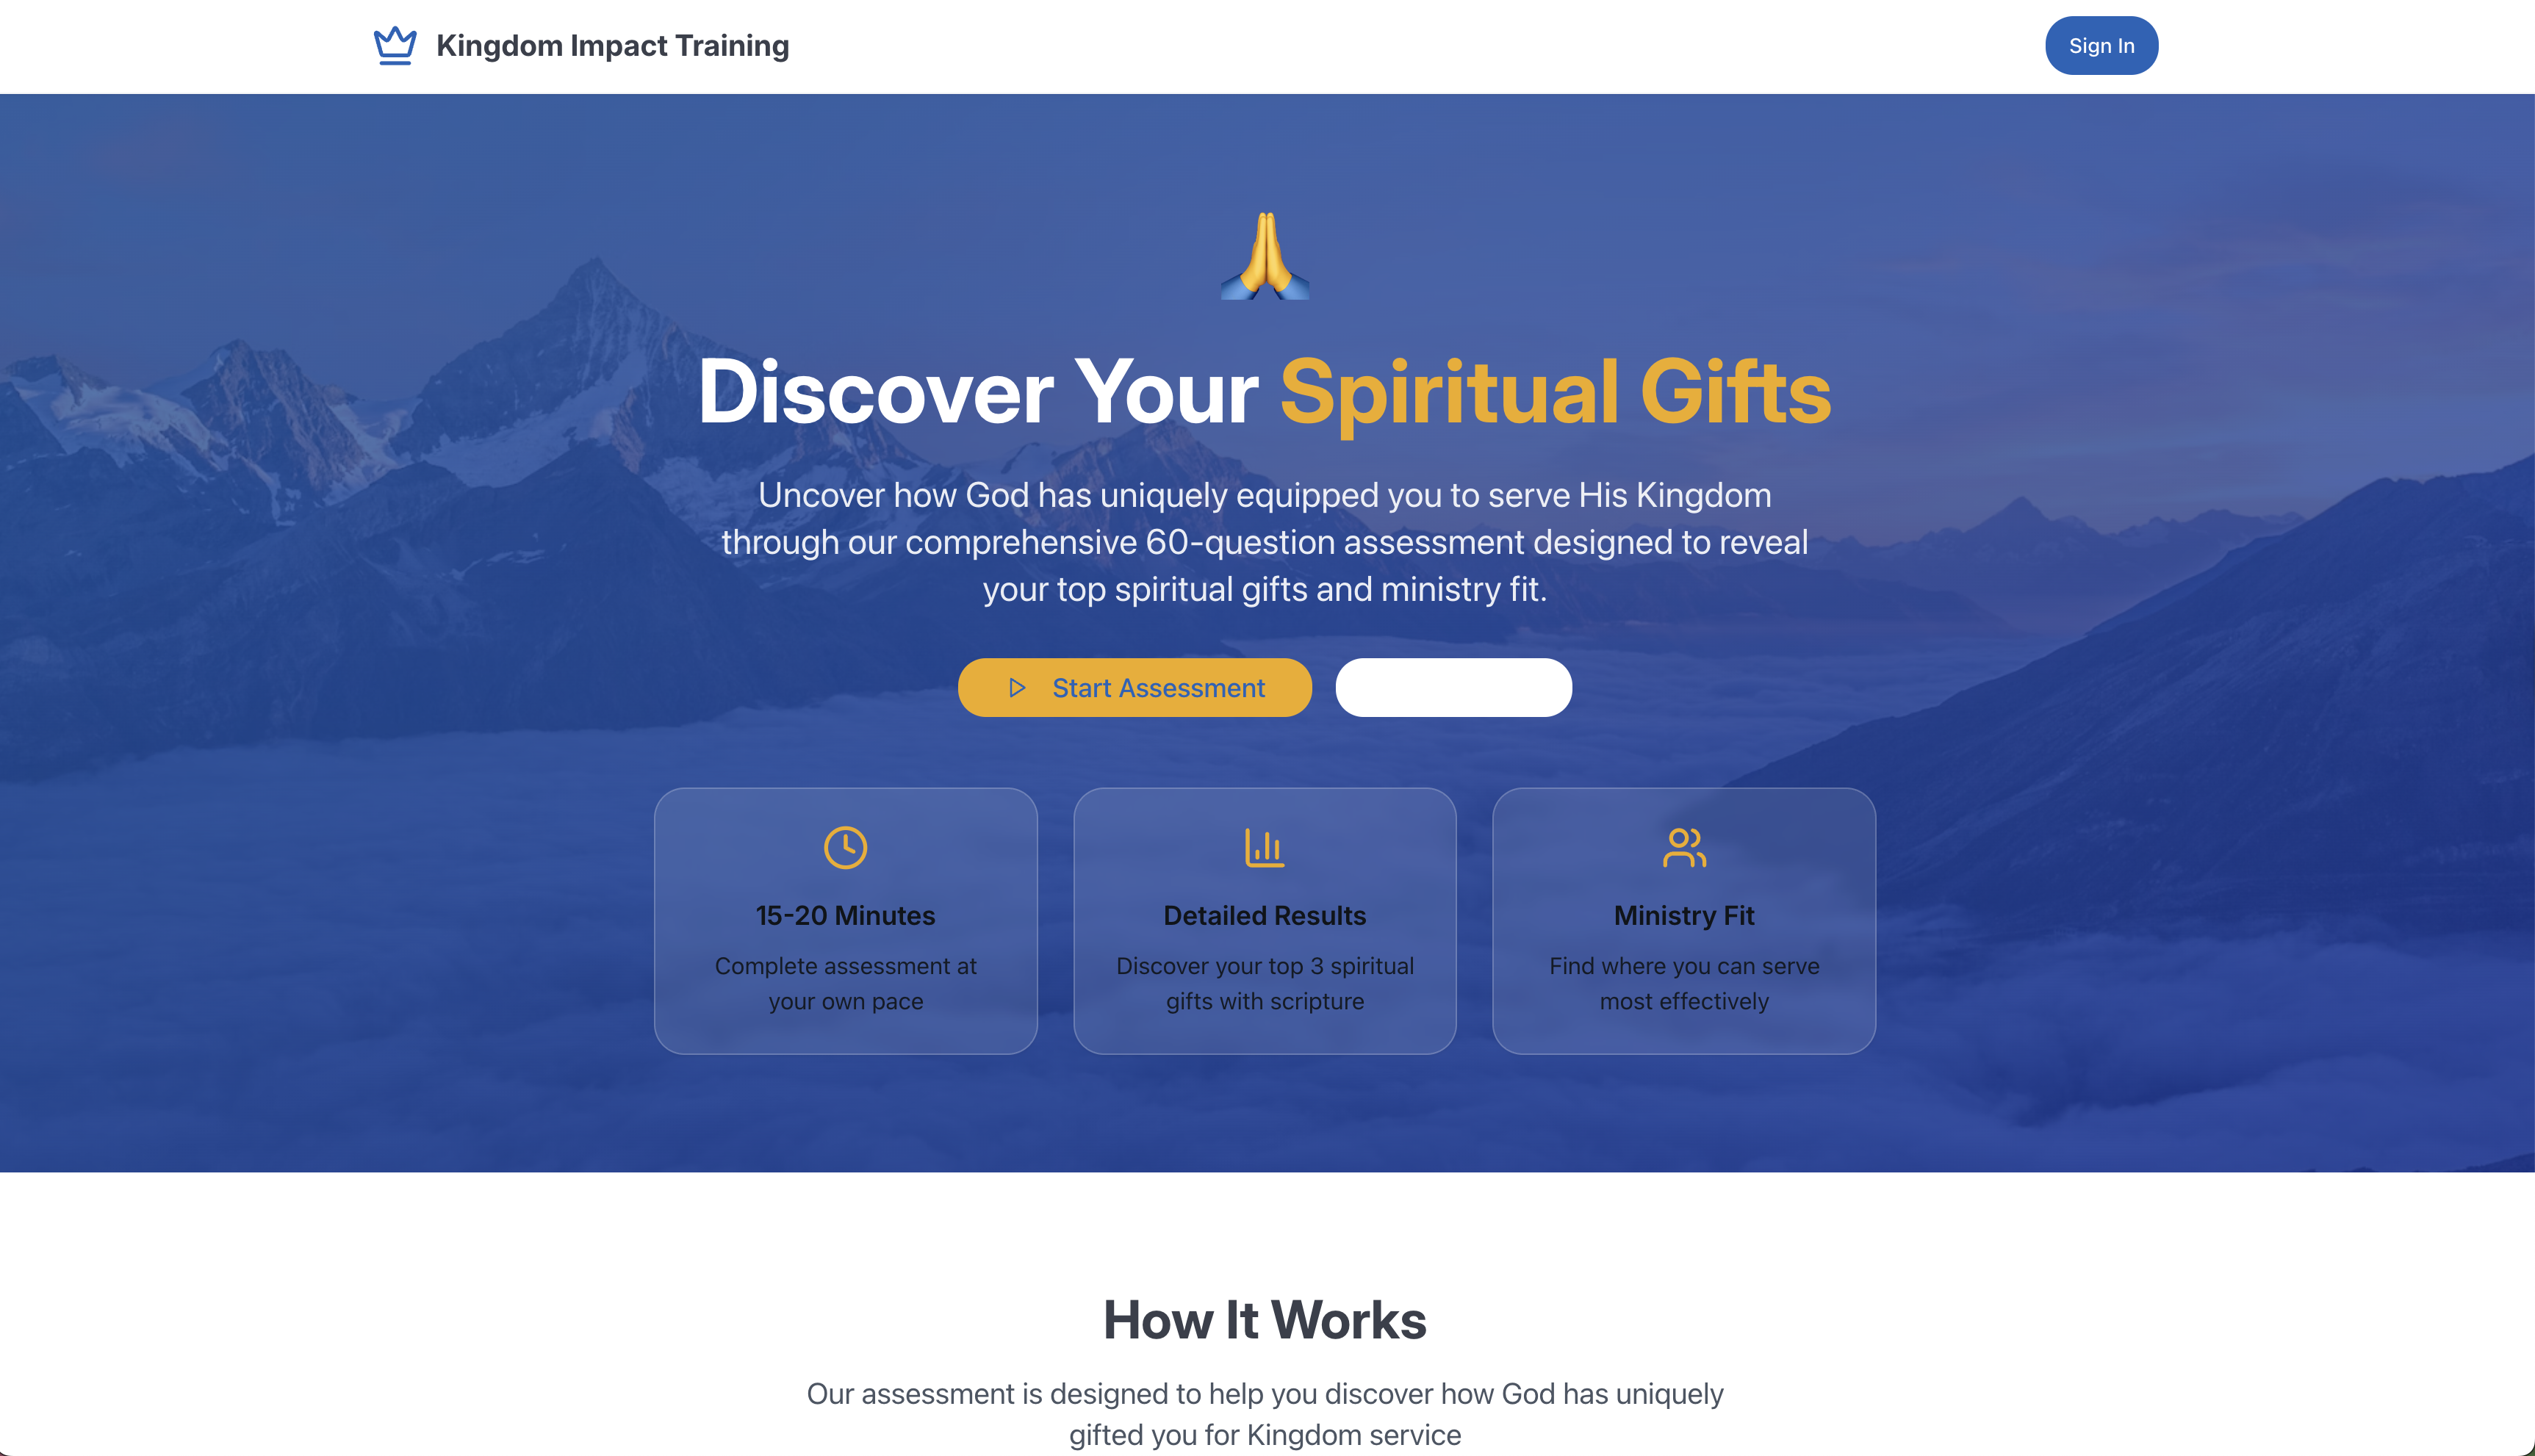 Kingdom Impact Training
Sign In
Discover Your Spiritual Gifts
Uncover how God has uniquely equipped you to serve His Kingdom
through our comprehensive 60-question assessment designed to reveal
your top spiritual gifts and ministry fit.
Start Assessment
15-20 Minutes
Complete assessment at
your own pace
Detailed Results
Discover your top 3 spiritual
gifts with scripture
Ministry Fit
Find where you can serve
most effectively
How It Works
Our assessment is designed to help you discover how God has uniquely
gifted you for Kingdom service